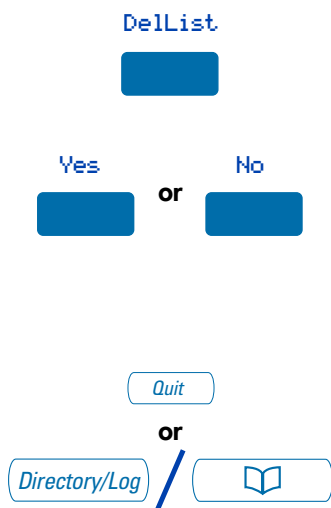 DelList
Yes or No
Quit
or
Directory/Log